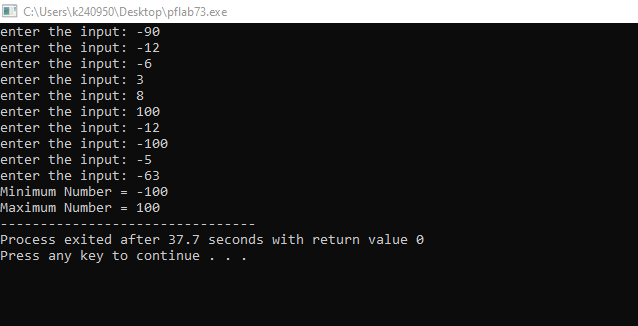 C:\Users\k240950\Desktop\pflab73.exe
enter the input: -90
enter the input: -12
enter the input: -6
enter the input: 3
enter the input: 8
enter the input: 100
enter the input: -12
enter the input: -100
enter the input: -5
enter the input: -63
Minimum Number = -100
Maximum Number = 100
--------------------------------
Process exited after 37.7 seconds with return value 0
Press any key to continue . . .